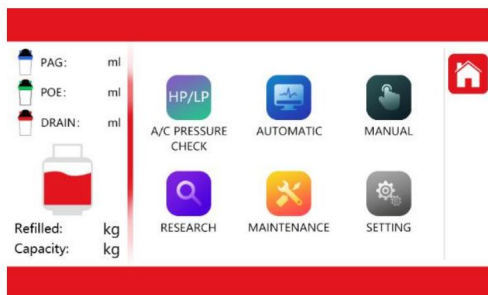 PAG: ml
POE: ml
DRAIN: ml
Refilled: kg
Capacity: kg
HP/LP
A/C PRESSURE
CHECK
AUTOMATIC
MANUAL
RESEARCH
MAINTENANCE
SETTING